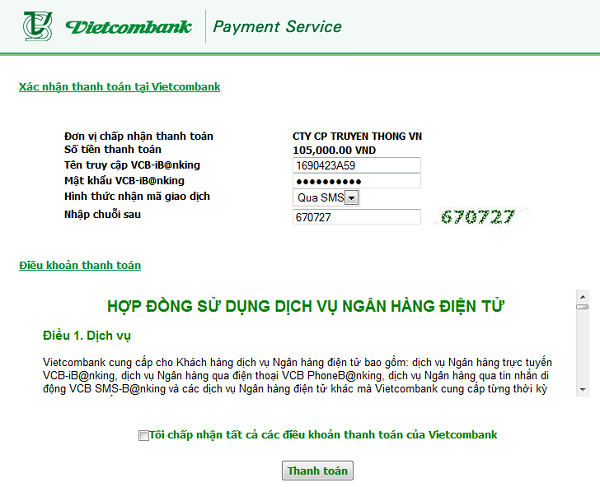 Vietcombank Payment Service
Xác nhận thanh toán tại Vietcombank
Đơn vị chấp nhận thanh toán CTY CP TRUYEN THONG VN
Số tiền thanh toán 105,000.00 VND
Tên truy cập VCB-iB@nking 1690423A59
Mật khẩu VCB-iB@nking ●●●●●●●●●●
Hình thức nhận mã giao dịch Qua SMS
Nhập chuỗi sau 670727 670727
Điều khoản thanh toán
HỢP ĐỒNG SỬ DỤNG DỊCH VỤ NGÂN HÀNG ĐIỆN TỬ
Điều 1. Dịch vụ
Vietcombank cung cấp cho Khách hàng dịch vụ Ngân hàng điện tử bao gồm: dịch vụ Ngân hàng trực tuyến
VCB-iB@nking, dịch vụ Ngân hàng qua điện thoại VCB PhoneB@nking, dịch vụ Ngân hàng qua tin nhắn di
động VCB SMS-B@nking và các dịch vụ Ngân hàng điện tử khác mà Vietcombank cung cấp từng thời kỳ
Tôi chấp nhận tất cả các điều khoản thanh toán của Vietcombank
Thanh toán